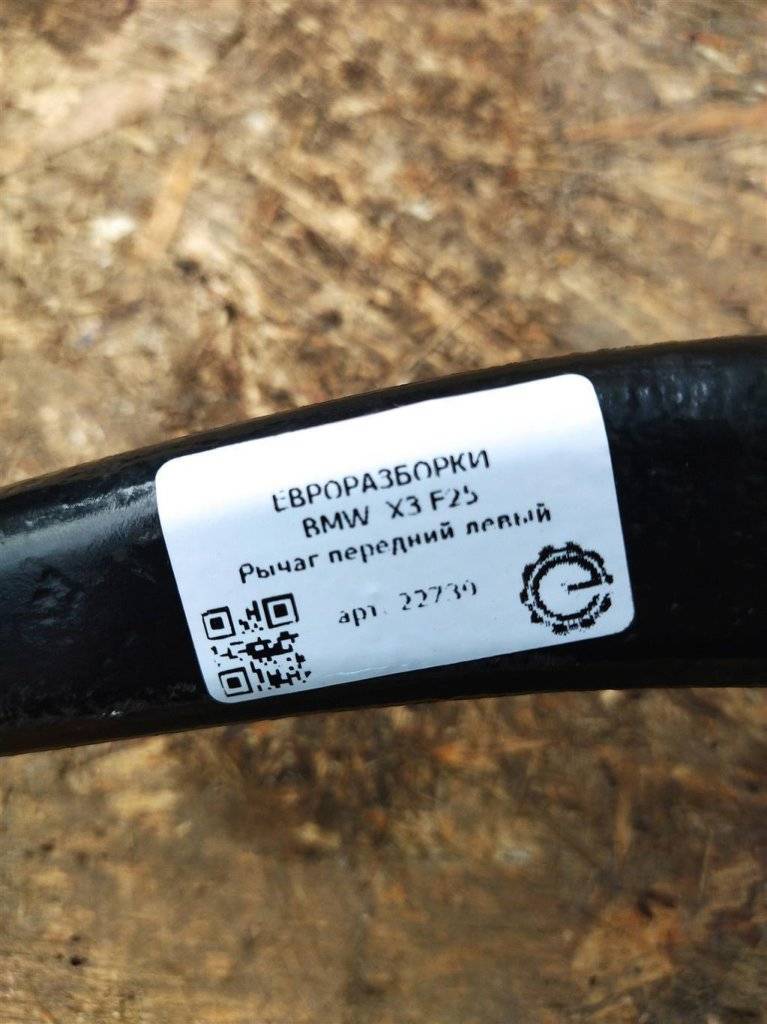 ЕВРОРАЗБОРКИ
BMW X3 F25
Рычаг передний левый
арт. 22739